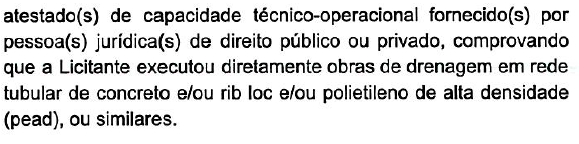 atestado(s) de capacidade técnico-operacional fornecido(s) por
pessoa(s) jurídica(s) de direito público ou privado, comprovando
que a Licitante executou diretamente obras de drenagem em rede
tubular de concreto e/ou rib loc e/ou polietileno de alta densidade
(pead), ou similares.